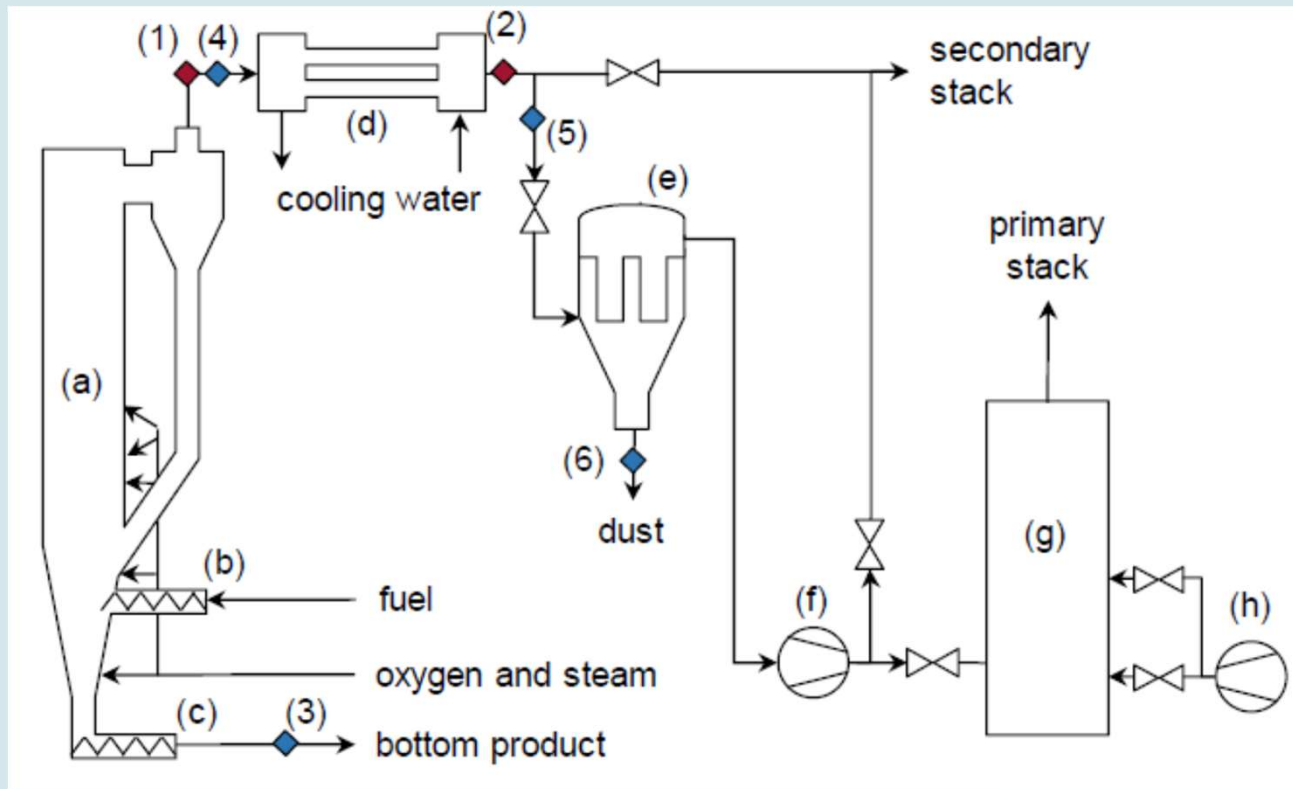 (1)
(4)
(2)
secondary
stack
(d)
(5)
cooling water
(e)
primary
stack
(a)
(6)
dust
(g)
(b)
fuel
(f)
(h)
oxygen and steam
(c)
(3)
bottom product